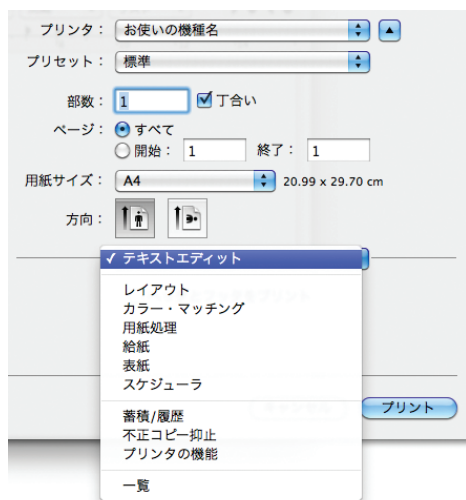 プリンタ： お使いの機種名
プリセット： 標準
部数： 1 丁合い
ページ： すべて
開始： 1 終了： 1
用紙サイズ： A4 20.99 x 29.70 cm
方向：
✓ テキストエディット
レイアウト
カラー・マッチング
用紙処理
給紙
表紙
スケジューラ
プリント
蓄積/履歴
不正コピー抑止
プリンタの機能
一覧